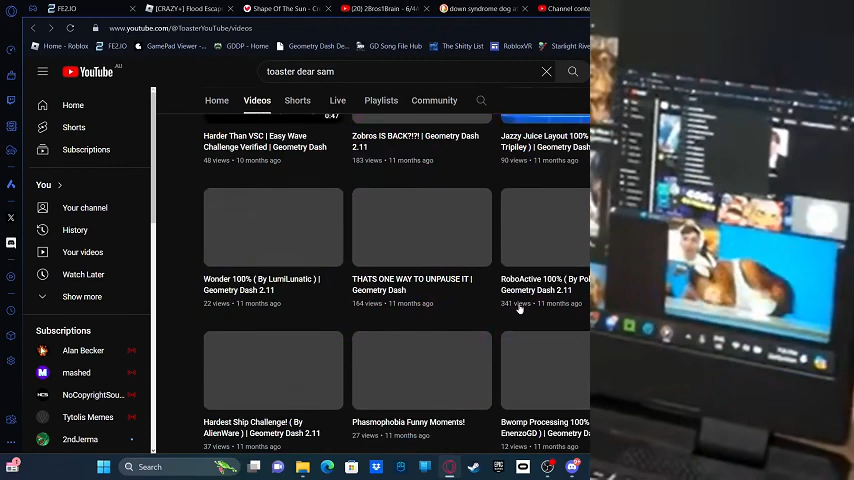 FE2.IO
[CRAZY+] Flood Escap
Shape Of The Sun - Cre
(20) 2Bros1Brain - 6/4/
down syndrome dog at
Channel conte
www.youtube.com/@ToasterYouTube/videos
Home - Roblox
FE2.IO
GamePad Viewer -
GDDP - Home
Geometry Dash De
GD Song File Hub
The Shitty List
RobloxVR
Starlight River
YouTube
AU
toaster dear sam
Home
Videos
Shorts
Live
Playlists
Community
Home
Shorts
Subscriptions
You
Your channel
History
Your videos
Watch Later
Show more
Subscriptions
Alan Becker
mashed
NoCopyrightSou...
Tytolis Memes
2ndJerma
0:47
Harder Than VSC | Easy Wave
Challenge Verified | Geometry Dash
48 views • 10 months ago
Zobros IS BACK?!?! | Geometry Dash
2.11
183 views • 11 months ago
Jazzy Juice Layout 100%
Tripiley ) | Geometry Das
90 views • 11 months ago
Wonder 100% ( By LumiLunatic ) |
Geometry Dash 2.11
22 views • 11 months ago
THATS ONE WAY TO UNPAUSE IT |
Geometry Dash
164 views • 11 months ago
RoboActive 100% ( By Pol
Geometry Dash 2.11
341 views • 11 months ago
Hardest Ship Challenge! ( By
AlienWare ) | Geometry Dash 2.11
37 views • 11 months ago
Phasmophobia Funny Moments!
27 views • 11 months ago
Bwomp Processing 100%
EnenzoGD ) | Geometry Da
12 views • 11 months ago
Search